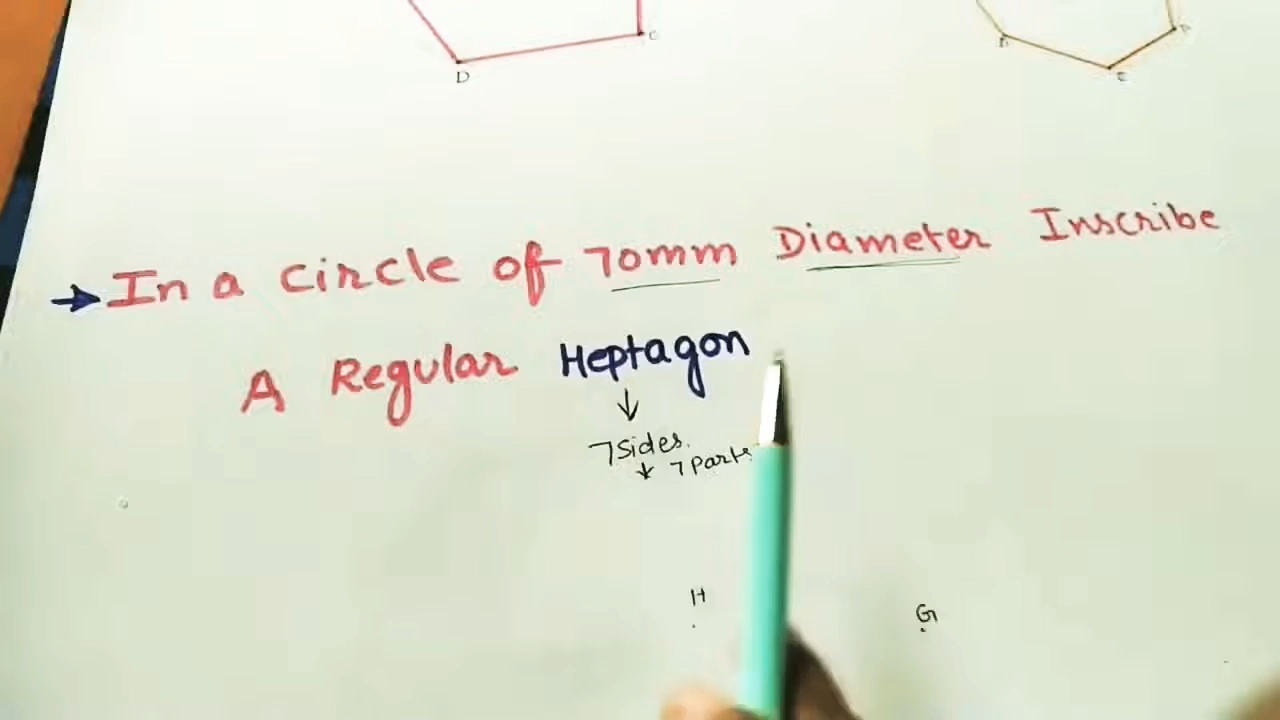 D
C
→ In a circle of 70mm Diameter Inscribe
A Regular Heptagon
↓
7 Sides.
↓ 7 Parts
H
G